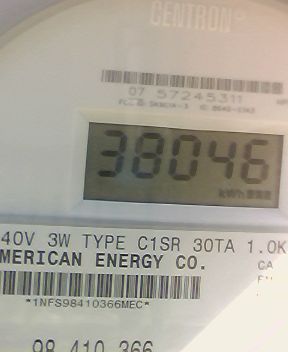 CENTRON®
07 57245311
38046
kWh
40V 3W TYPE C1SR 30TA 1.0K
MERICAN ENERGY CO.
CA
*1NFS98410366MEC*
98 410 366